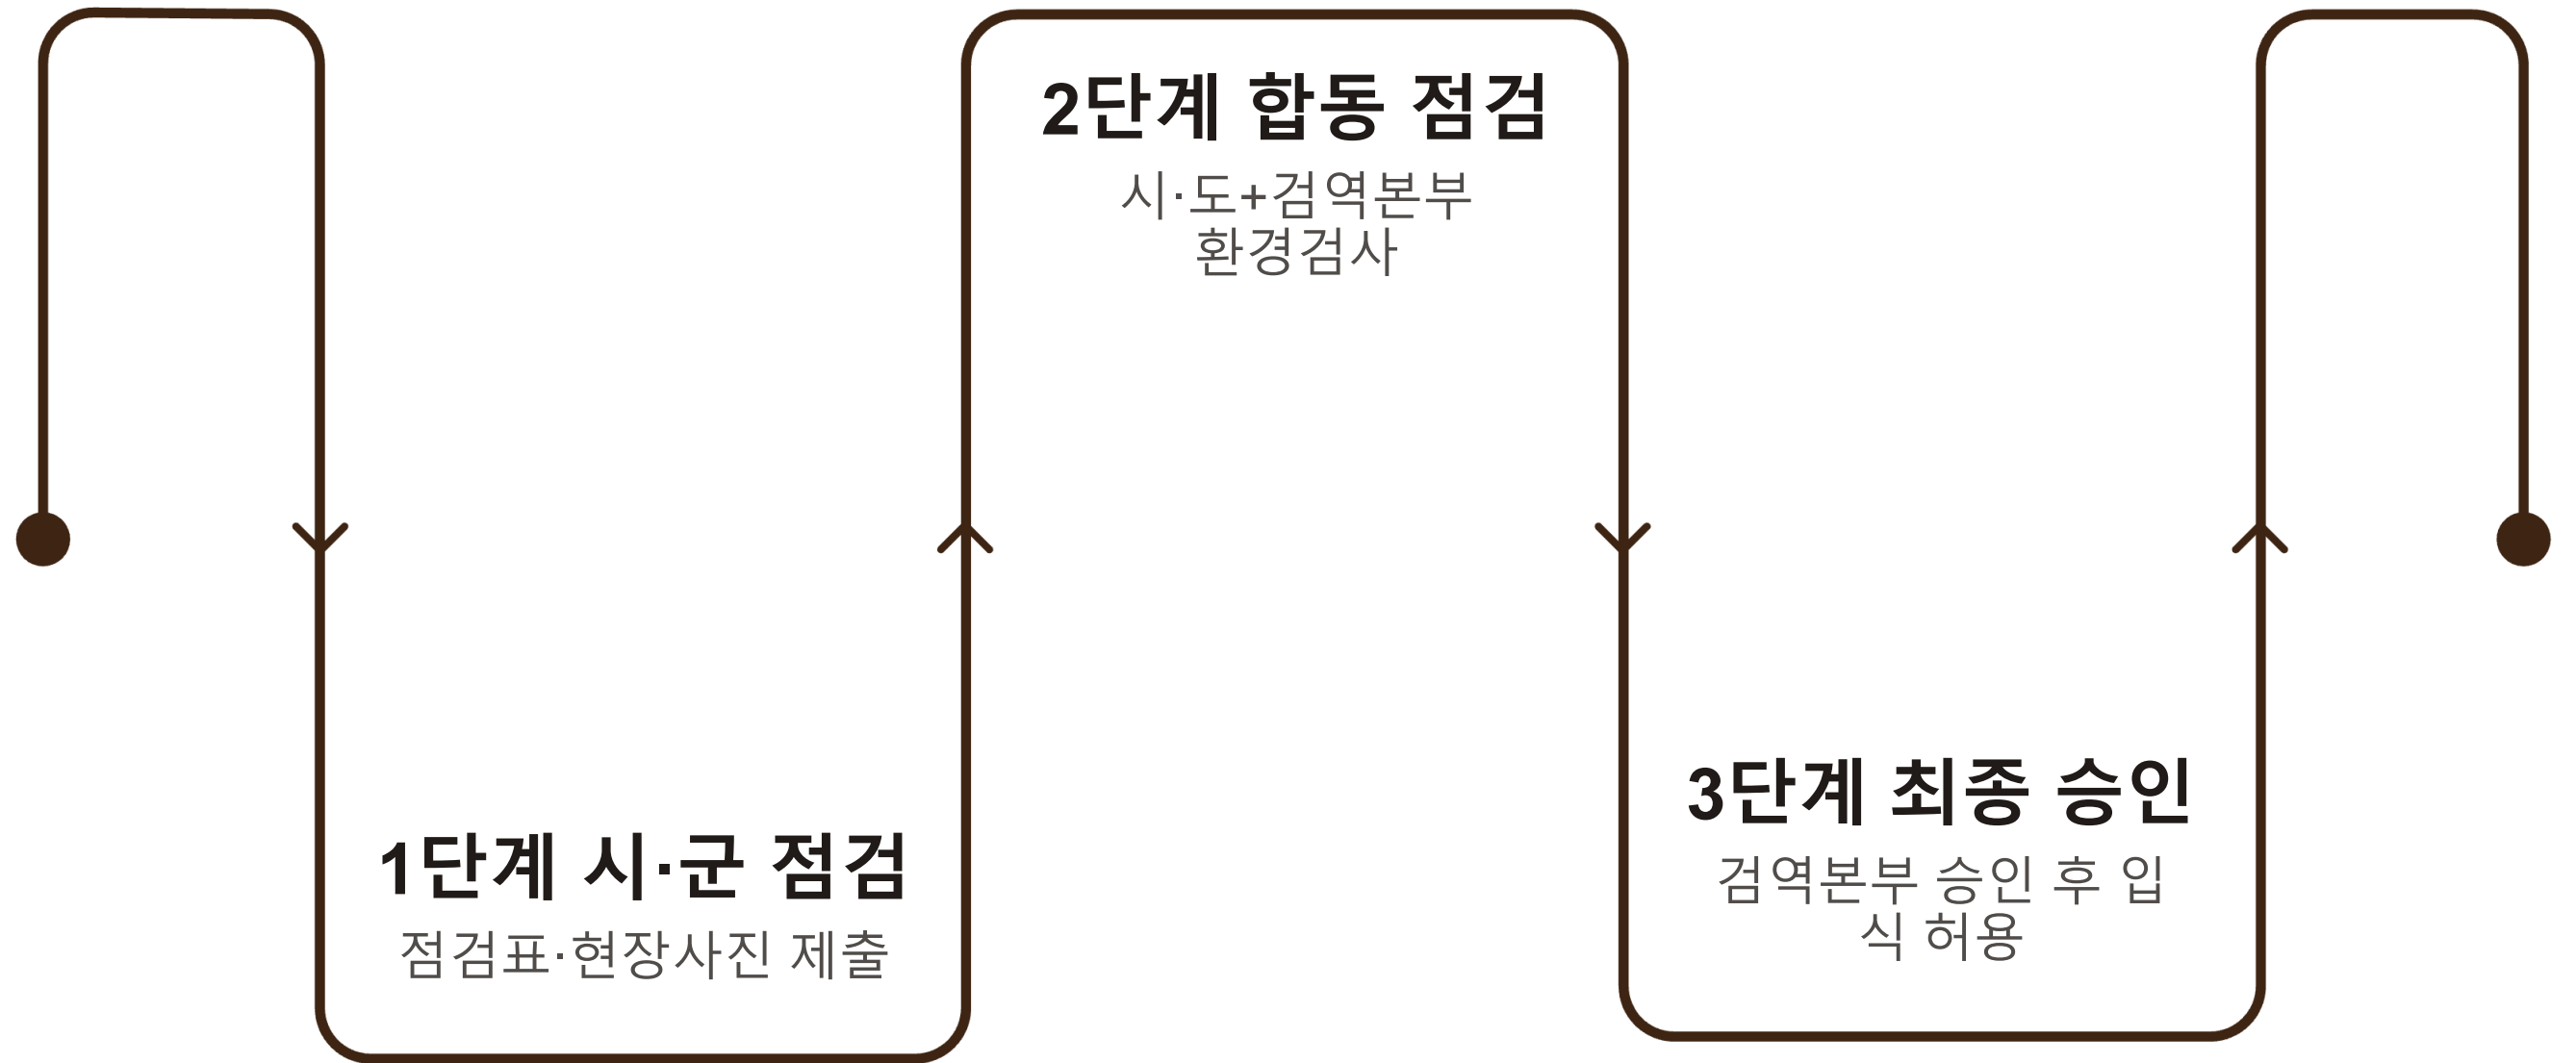 1단계 시·군 점검
점검표·현장사진 제출
2단계 합동 점검
시·도+검역본부
환경검사
3단계 최종 승인
검역본부 승인 후 입
식 허용